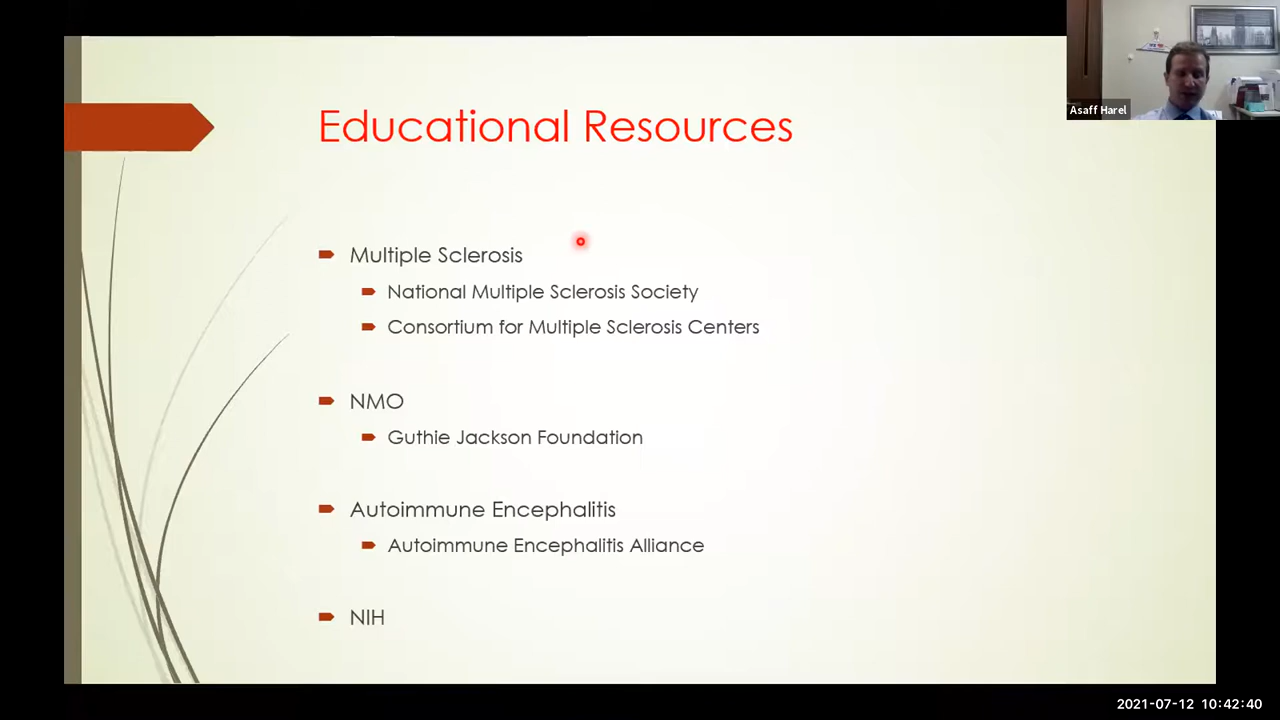 Asaff Harel
Educational Resources
Multiple Sclerosis
National Multiple Sclerosis Society
Consortium for Multiple Sclerosis Centers
NMO
Guthie Jackson Foundation
Autoimmune Encephalitis
Autoimmune Encephalitis Alliance
NIH
2021-07-12 10:42:40